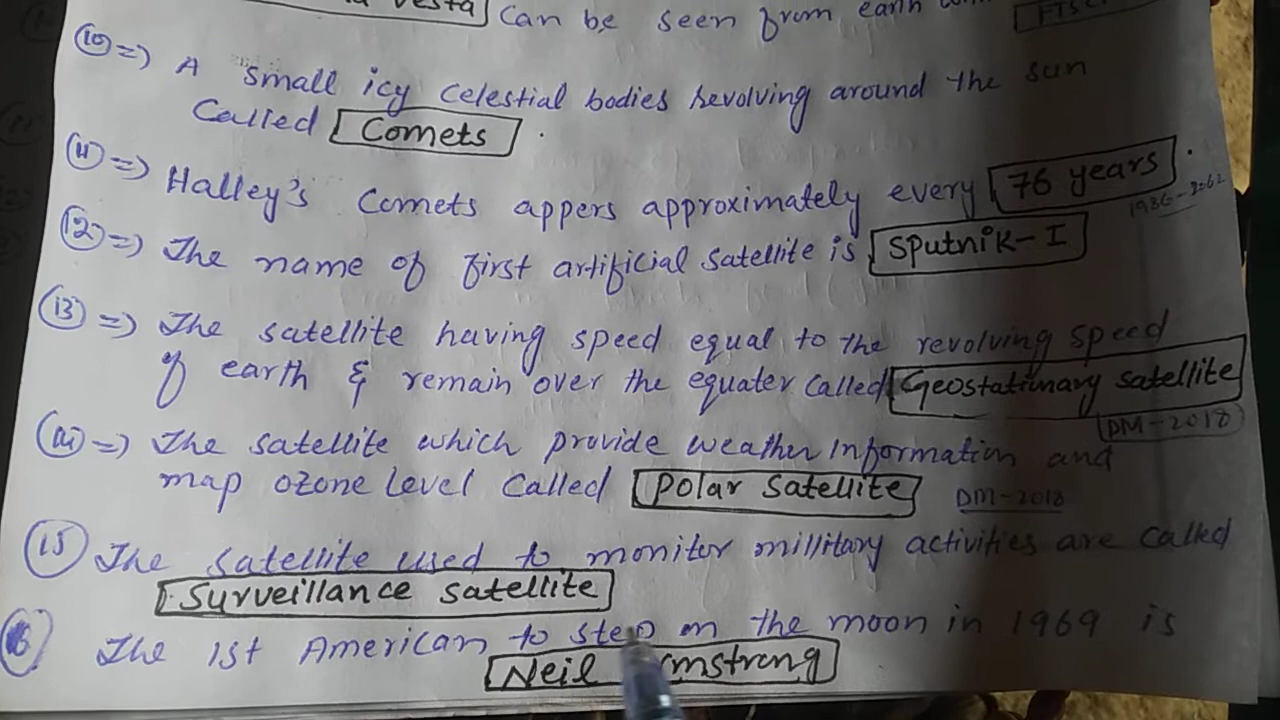 Vesta Can be seen from earth
(10)=) A small icy celestial bodies revolving around the sun
Called Comets.
(11)=) Halley's Comets appers approximately every 76 years.
1986-2062
(12)=) The name of first artificial satellite is Sputnik-I
(13)=) The satellite having speed equal to the revolving speed
of earth & remain over the equater called Geostationary satellite
DM-2018
(14)=) The satellite which provide weather Information and
map ozone level called Polar Satellite DM-2018
(15) The satellite used to monitor millitary activities are called
Surveillance satellite
(16) The 1st American to step on the moon in 1969 is
Neil Armstrong